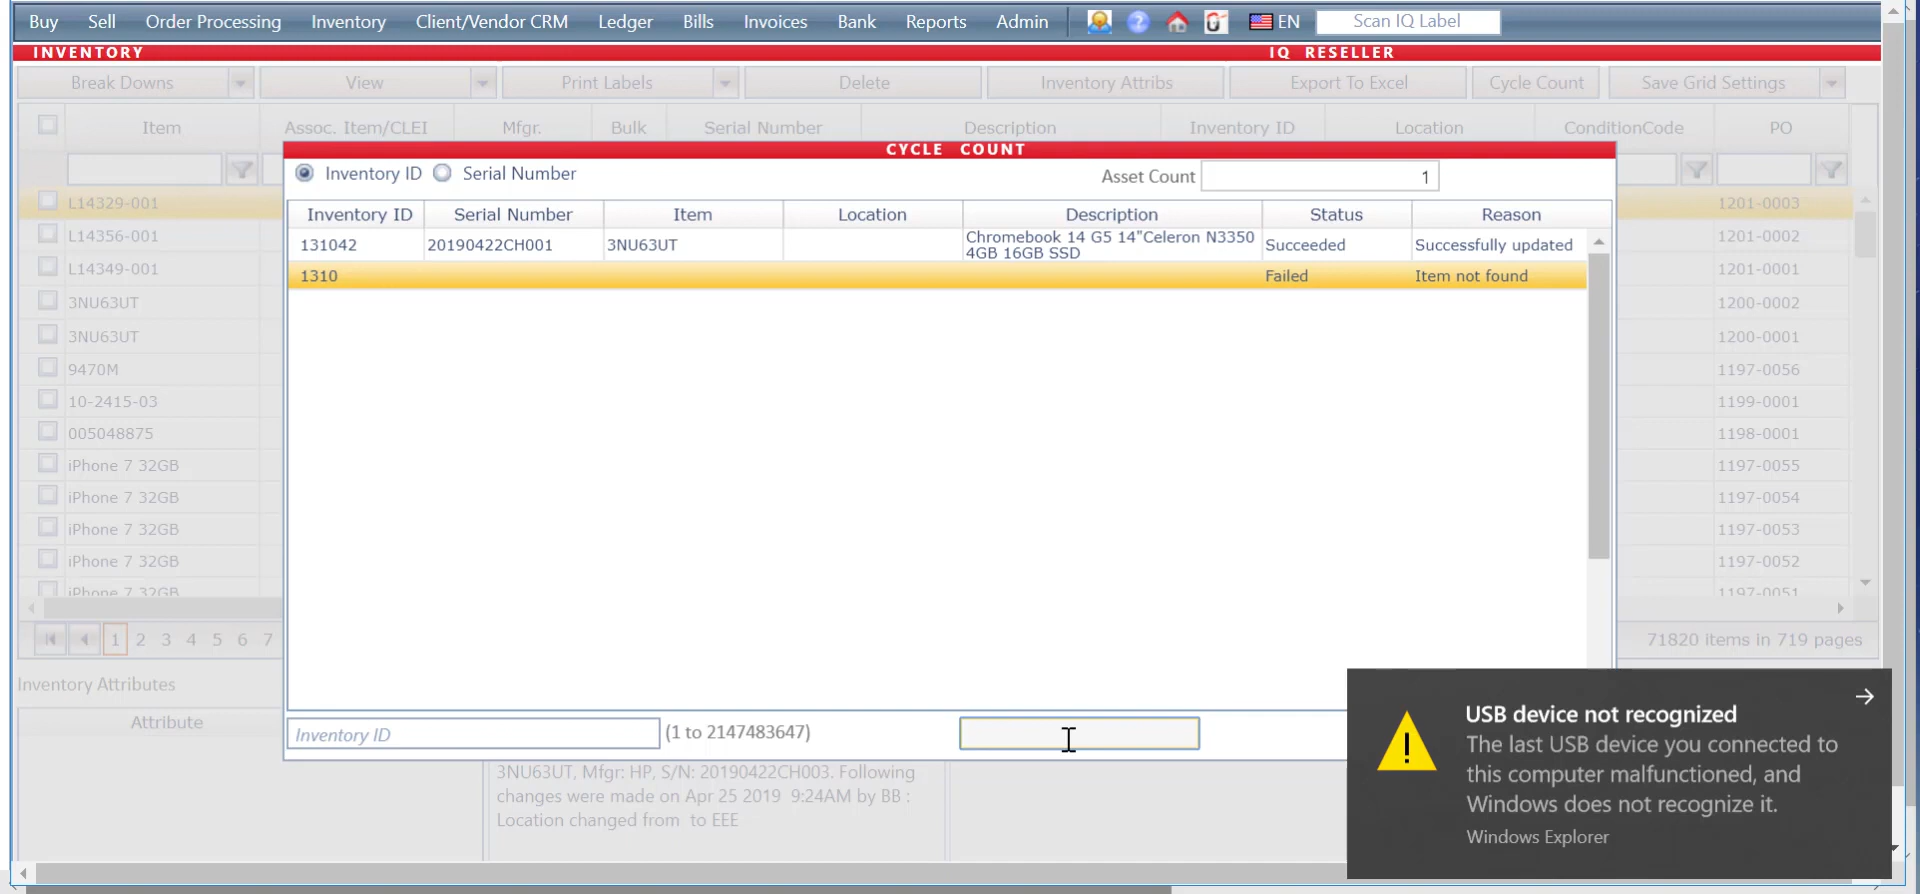 Buy Sell Order Processing Inventory Client/Vendor CRM Ledger Bills Invoices Bank Reports Admin EN Scan IQ Label
INVENTORY IQ RESELLER
Break Downs View Print Labels Delete Inventory Attribs Export To Excel Cycle Count Save Grid Settings
Item Assoc. Item/CLEI Mfgr. Bulk Serial Number Description Inventory ID Location ConditionCode PO
CYCLE COUNT
Inventory ID Serial Number Asset Count 1
Inventory ID Serial Number Item Location Description Status Reason
131042 20190422CH001 3NU63UT Chromebook 14 G5 14"Celeron N3350 Succeeded Successfully updated
4GB 16GB SSD
1310 Failed Item not found
L14329-001 1201-0003
L14356-001 1201-0002
L14349-001 1201-0001
3NU63UT 1200-0002
3NU63UT 1200-0001
9470M 1197-0056
10-2415-03 1199-0001
005048875 1198-0001
iPhone 7 32GB 1197-0055
iPhone 7 32GB 1197-0054
iPhone 7 32GB 1197-0053
iPhone 7 32GB 1197-0052
iPhone 7 32GB 1197-0051
1 2 3 4 5 6 7 71820 items in 719 pages
Inventory ID (1 to 2147483647)
Inventory Attributes
Attribute
3NU63UT, Mfgr: HP, S/N: 20190422CH003. Following
changes were made on Apr 25 2019 9:24AM by BB :
Location changed from to EEE
USB device not recognized
The last USB device you connected to
this computer malfunctioned, and
Windows does not recognize it.
Windows Explorer